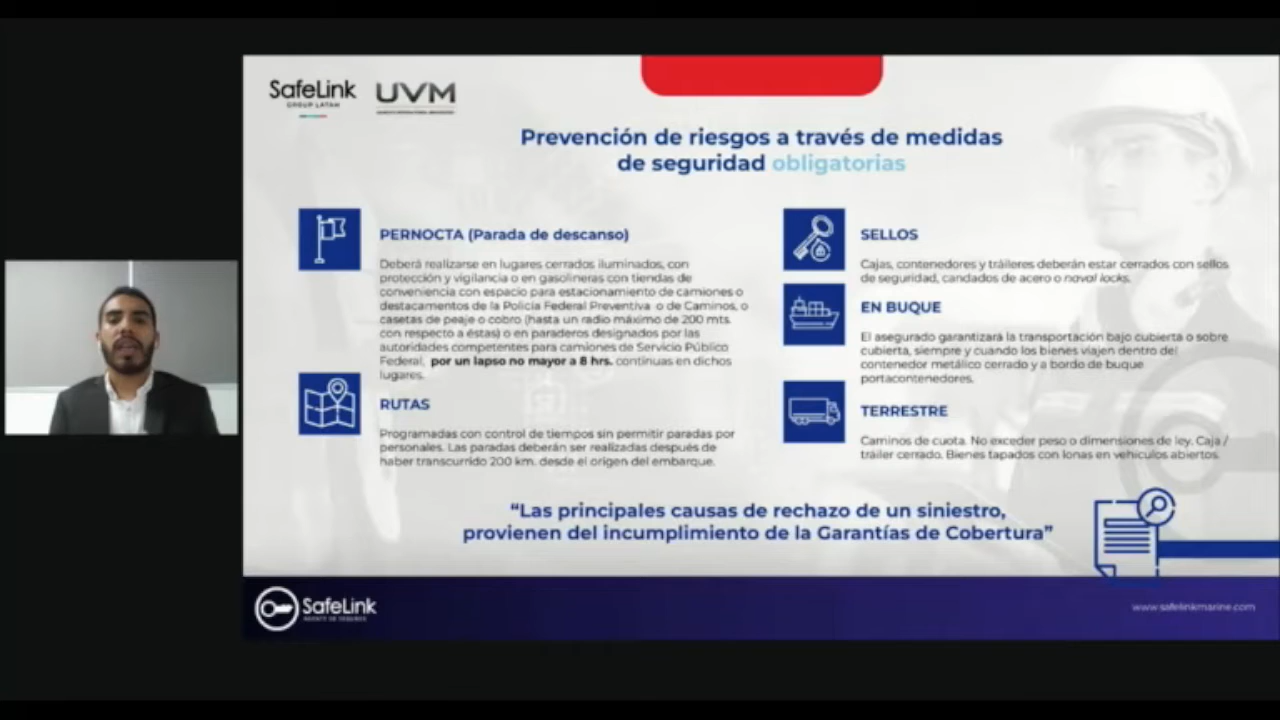 SafeLink
GROUP LATAM
UVM
Prevención de riesgos a través de medidas
de seguridad obligatorias
PERNOCTA (Parada de descanso)
Deberá realizarse en lugares cerrados iluminados, con
protección y vigilancia o en gasolineras con tiendas de
conveniencia con espacio para estacionamiento de camiones o
destacamentos de la Policía Federal Preventiva o de Caminos, o
casetas de peaje o cobro (hasta un radio máximo de 200 mts.
con respecto a éstas) o en paraderos designados por las
autoridades competentes para camiones de Servicio Público
Federal, por un lapso no mayor a 8 hrs. continuas en dichos
lugares.
RUTAS
Programadas con control de tiempos sin permitir paradas por
personales. Las paradas deberán ser realizadas después de
haber transcurrido 200 km. desde el origen del embarque.
SELLOS
Cajas, contenedores y tráileres deberán estar cerrados con sellos
de seguridad, candados de acero o naval locks.
EN BUQUE
El asegurado garantizará la transportación bajo cubierta o sobre
cubierta, siempre y cuando los bienes viajen dentro del
contenedor metálico cerrado y a bordo de buque
portacontenedores.
TERRESTRE
Caminos de cuota. No exceder peso o dimensiones de ley. Caja /
tráiler cerrado. Bienes tapados con lonas en vehículos abiertos.
“Las principales causas de rechazo de un siniestro,
provienen del incumplimiento de la Garantías de Cobertura”
SafeLink
AGENTE DE SEGUROS
www.safelinkmarine.com